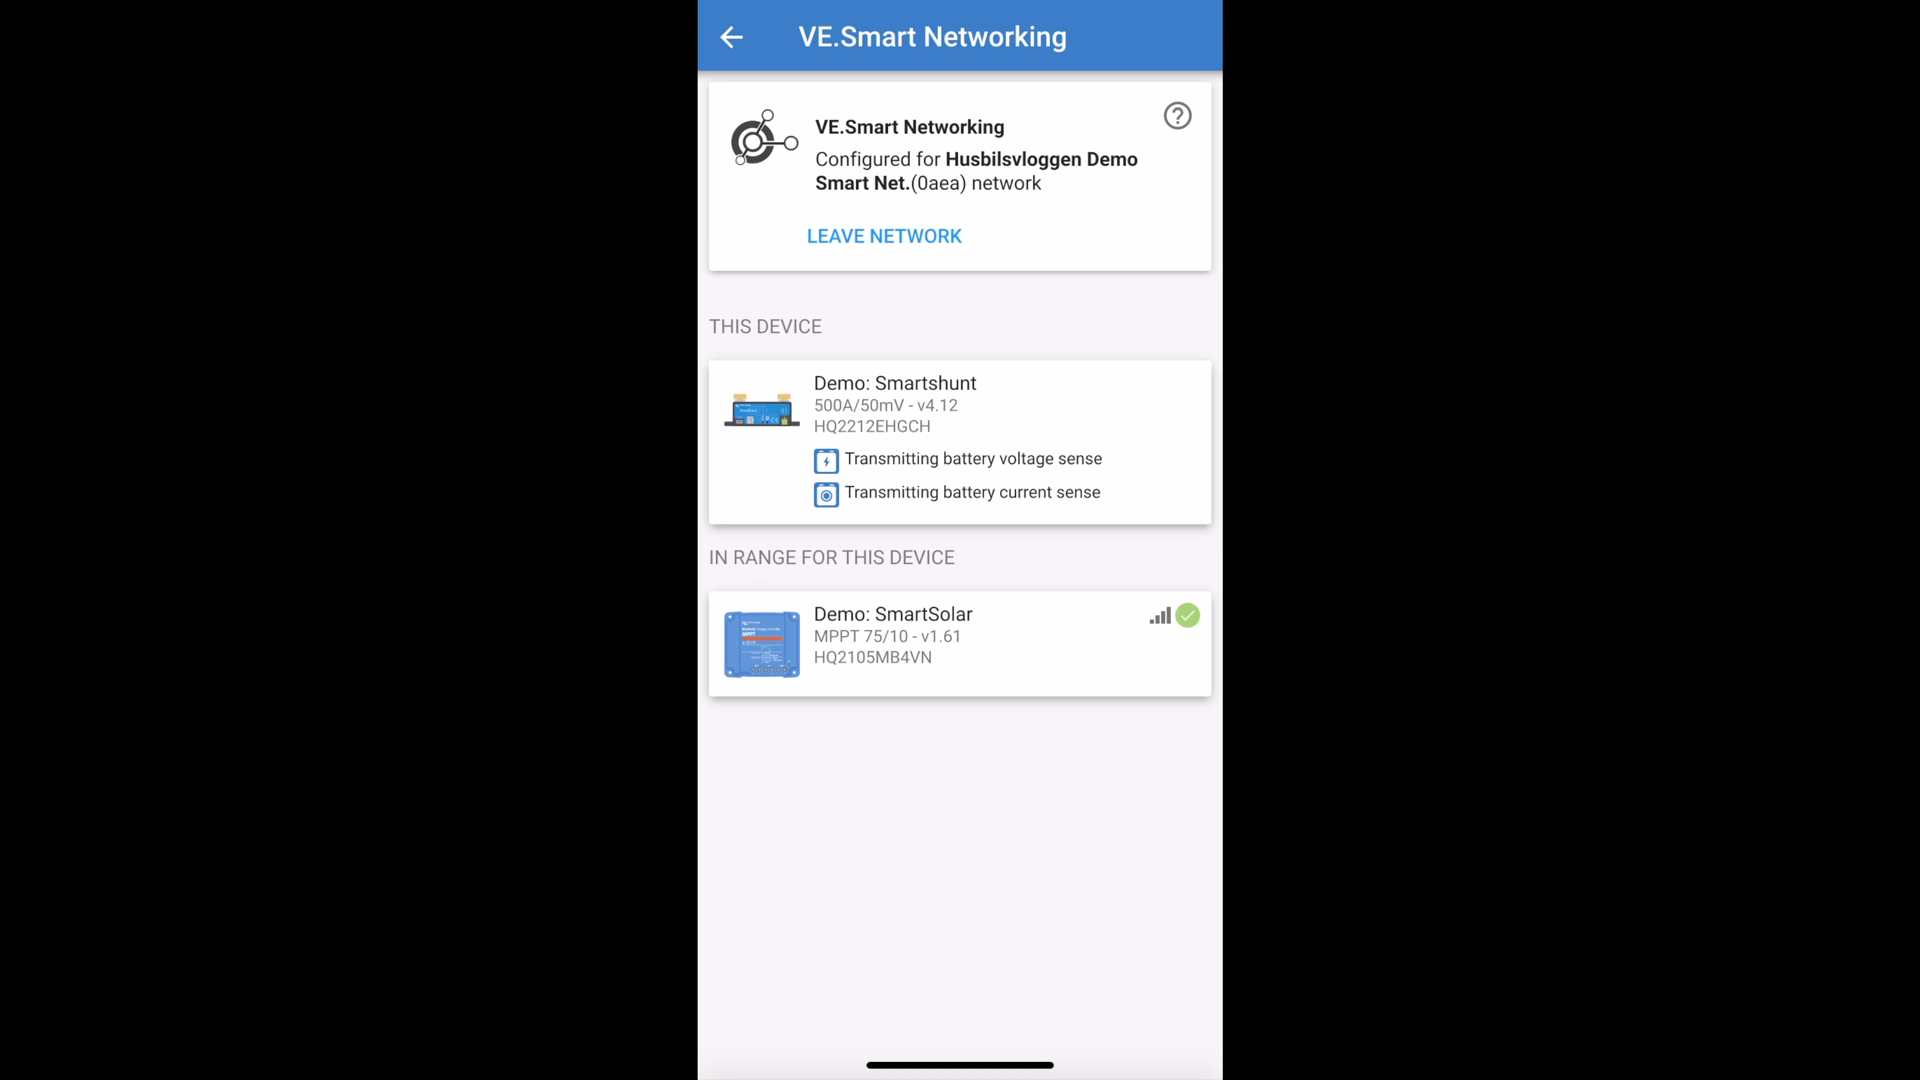 VE.Smart Networking
VE.Smart Networking
Configured for Husbilsvloggen Demo
Smart Net.(0aea) network
LEAVE NETWORK
THIS DEVICE
Demo: Smartshunt
500A/50mV - v4.12
HQ2212EHGCH
Transmitting battery voltage sense
Transmitting battery current sense
IN RANGE FOR THIS DEVICE
Demo: SmartSolar
MPPT 75/10 - v1.61
HQ2105MB4VN
MPPT